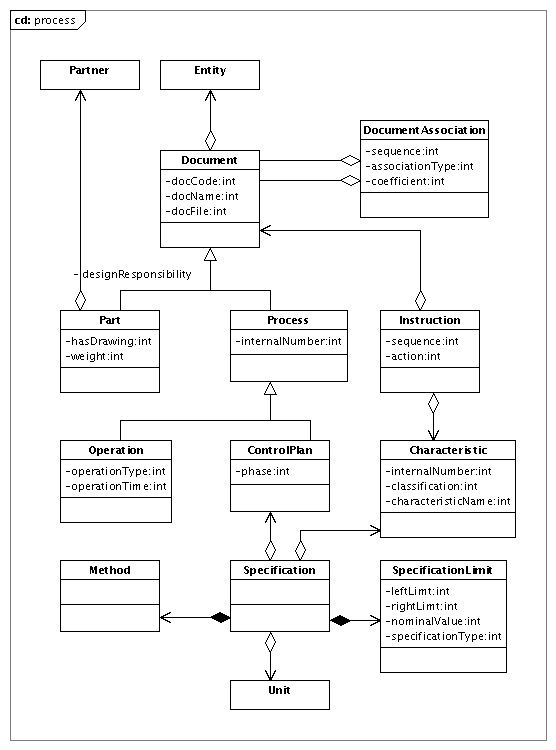 cd: process
Partner
Entity
DocumentAssociation
-sequence:int
-associationType:int
-coefficient:int
Document
-docCode:int
-docName:int
-docFile:int
- designResponsibility
Part
-hasDrawing:int
-weight:int
Process
-internalNumber:int
Instruction
-sequence:int
-action:int
Operation
-operationType:int
-operationTime:int
ControlPlan
-phase:int
Characteristic
-internalNumber:int
-classification:int
-characteristicName:int
Method
Specification
SpecificationLimit
-leftLimt:int
-rightLimt:int
-nominalValue:int
-specificationType:int
Unit